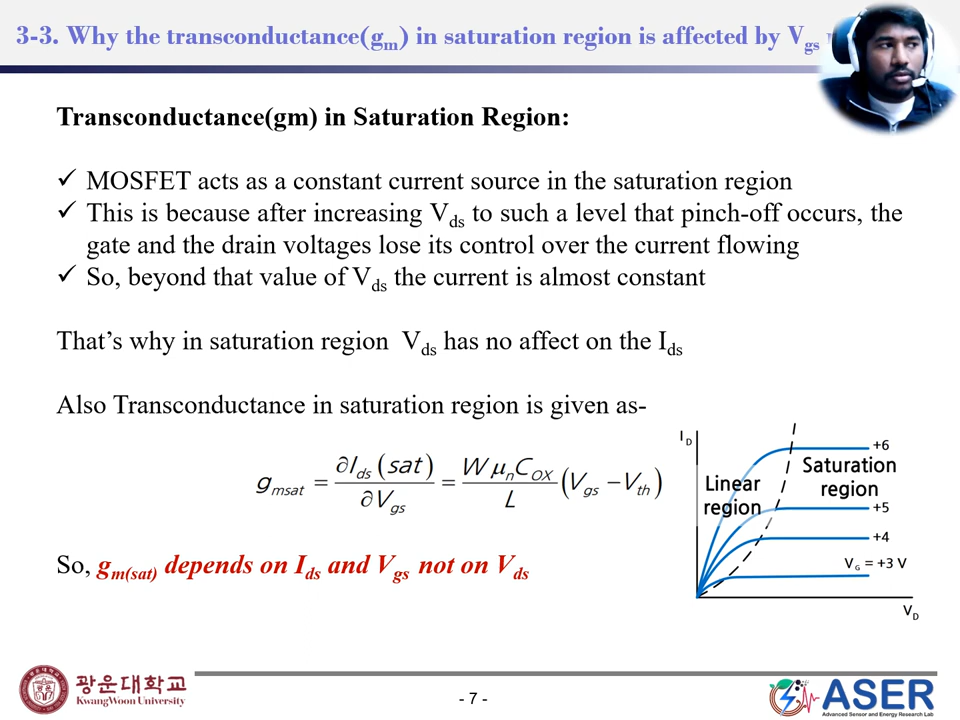 3-3. Why the transconductance(gm) in saturation region is affected by Vgs
Transconductance(gm) in Saturation Region:
✓ MOSFET acts as a constant current source in the saturation region
✓ This is because after increasing Vds to such a level that pinch-off occurs, the
gate and the drain voltages lose its control over the current flowing
✓ So, beyond that value of Vds the current is almost constant
That's why in saturation region Vds has no affect on the Ids
Also Transconductance in saturation region is given as-
gmsat = ∂Ids(sat)/∂Vgs = WμnCOX/L (Vgs −Vth)
So, gm(sat) depends on Ids and Vgs not on Vds
ID
+6
Linear
region
Saturation
region
+5
+4
VG = +3 V
VD
광운대학교
KwangWoon University
- 7 -
ASER
Advanced Sensor and Energy Research Lab